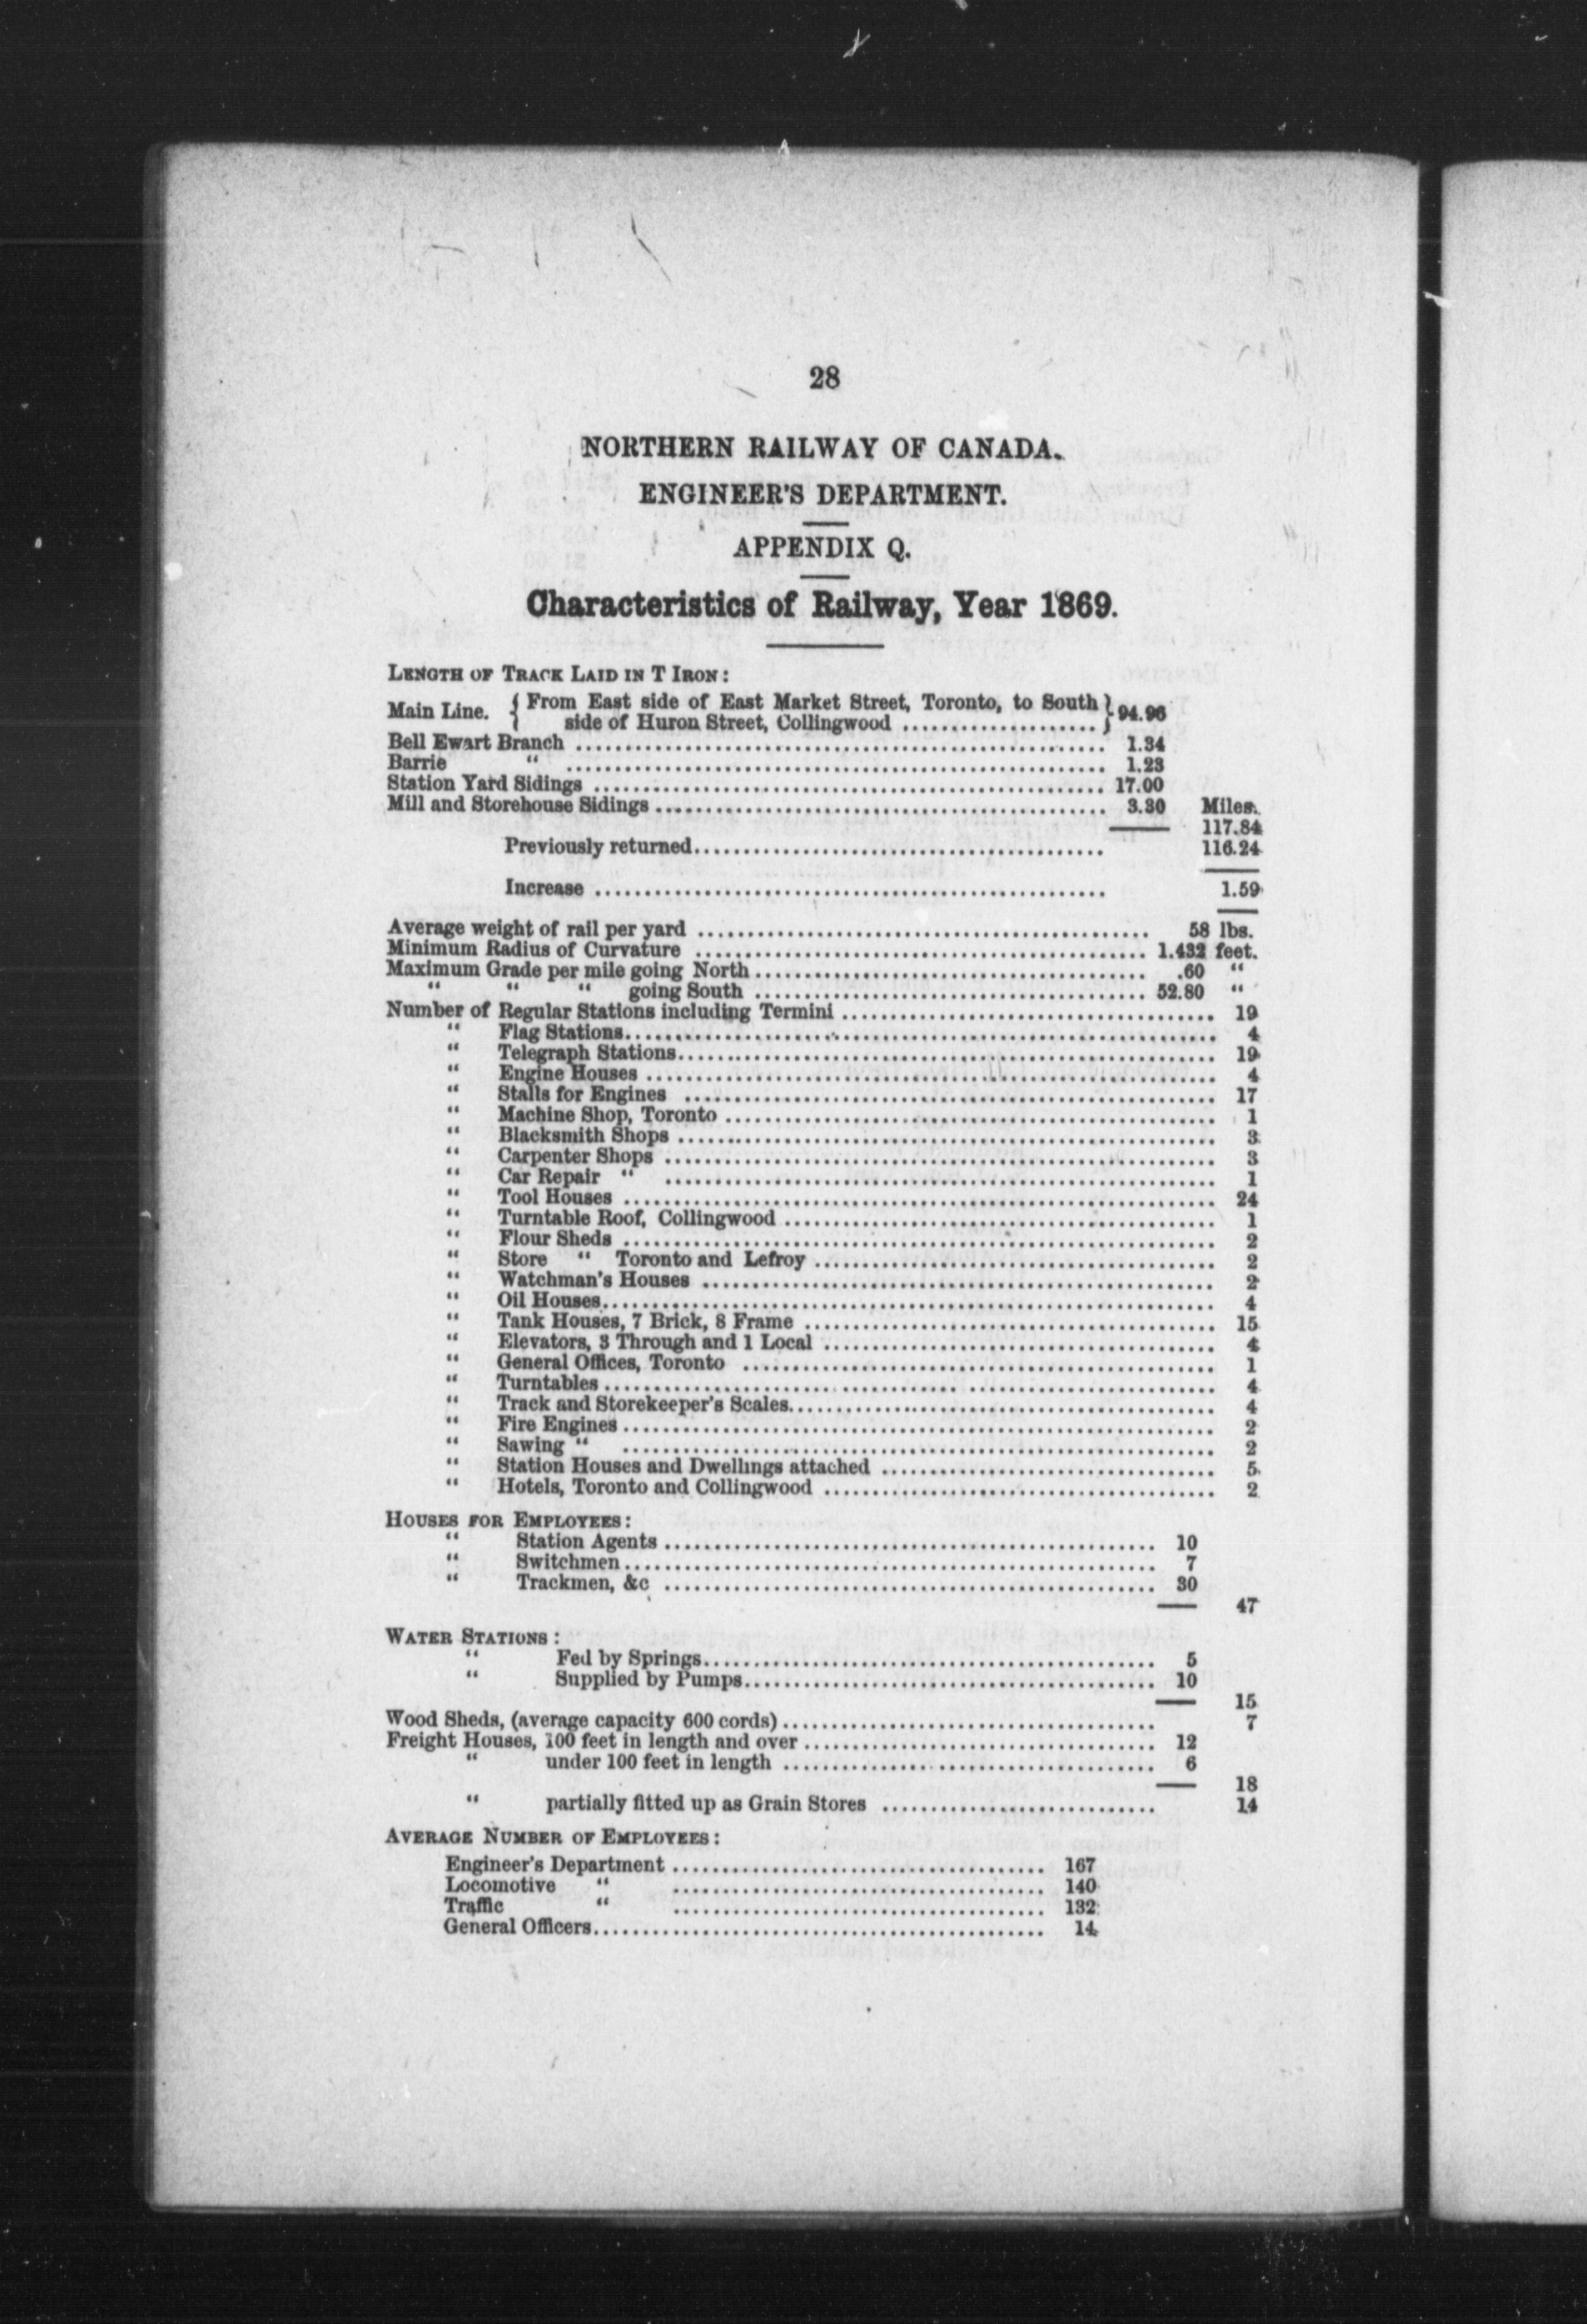 28
NORTHERN RAILWAY OF CANADA.
ENGINEER'S DEPARTMENT.
APPENDIX Q.
Characteristics of Railway, Year 1869.
LENGTH OF TRACK LAID IN T IRON:
Main Line. { From East side of East Market Street, Toronto, to South } 94.96
side of Huron Street, Collingwood ....................
Bell Ewart Branch .................................................... 1.34
Barrie " .................................................... 1.23
Station Yard Sidings .................................................... 17.00
Mill and Storehouse Sidings .............................................. 3.30 Miles.
117.84
Previously returned.......................................... 116.24
Increase .................................................... 1.59
Average weight of rail per yard .............................................. 58 lbs.
Minimum Radius of Curvature .............................................. 1.432 feet.
Maximum Grade per mile going North ........................................ .60 "
" " " going South ........................................ 52.80 "
Number of Regular Stations including Termini ...................................... 19
" Flag Stations............................................................ 4
" Telegraph Stations...................................................... 19
" Engine Houses .......................................................... 4
" Stalls for Engines ...................................................... 17
" Machine Shop, Toronto .................................................. 1
" Blacksmith Shops ...................................................... 3
" Carpenter Shops ........................................................ 3
" Car Repair " ........................................................ 1
" Tool Houses ............................................................ 24
" Turntable Roof, Collingwood ............................................ 1
" Flour Sheds ............................................................ 2
" Store " Toronto and Lefroy ........................................ 2
" Watchman's Houses .................................................... 2
" Oil Houses.............................................................. 4
" Tank Houses, 7 Brick, 8 Frame .......................................... 15
" Elevators, 3 Through and 1 Local ........................................ 4
" General Offices, Toronto ................................................ 1
" Turntables .............................................................. 4
" Track and Storekeeper's Scales............................................ 4
" Fire Engines ............................................................ 2
" Sawing " ............................................................ 2
" Station Houses and Dwellings attached .................................. 5
" Hotels, Toronto and Collingwood ........................................ 2
HOUSES FOR EMPLOYEES:
" Station Agents .................................................. 10
" Switchmen...................................................... 7
" Trackmen, &c .................................................. 30
47
WATER STATIONS:
" Fed by Springs.............................................. 5
" Supplied by Pumps.......................................... 10
15
Wood Sheds, (average capacity 600 cords) ...................................... 7
Freight Houses, 100 feet in length and over .................................... 12
" under 100 feet in length ...................................... 6
18
" partially fitted up as Grain Stores ............................ 14
AVERAGE NUMBER OF EMPLOYEES:
Engineer's Department ...................................... 167
Locomotive " ...................................... 140
Traffic " ...................................... 132
General Officers.............................................. 14